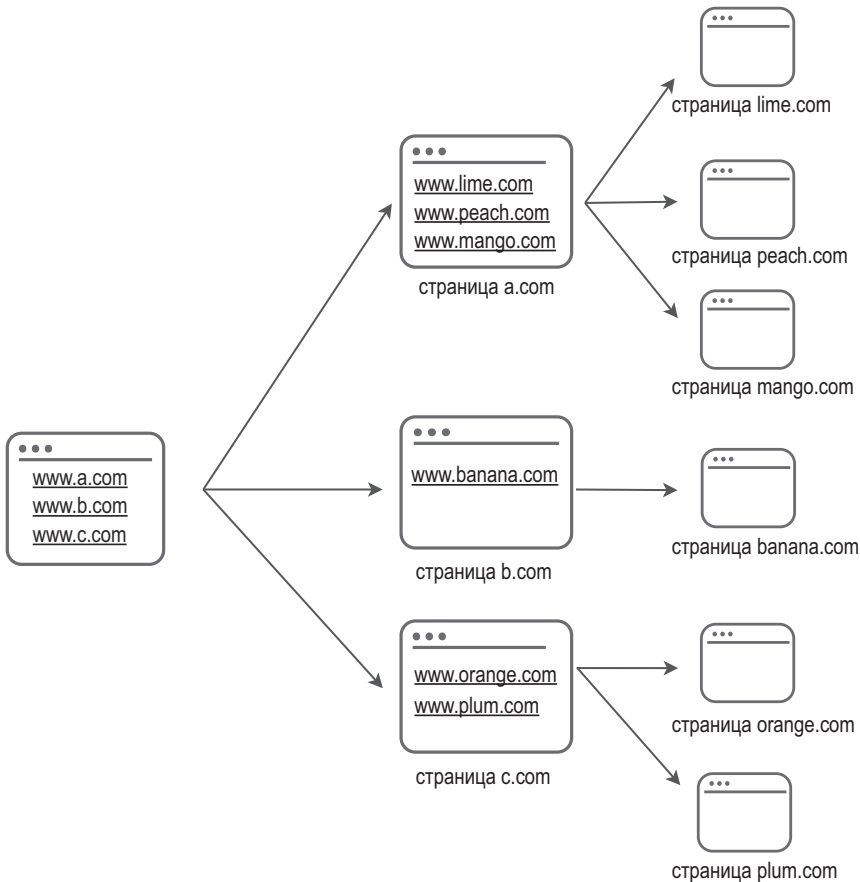 www.a.com
www.b.com
www.c.com
www.lime.com
www.peach.com
www.mango.com
страница a.com
www.banana.com
страница b.com
www.orange.com
www.plum.com
страница c.com
страница lime.com
страница peach.com
страница mango.com
страница banana.com
страница orange.com
страница plum.com